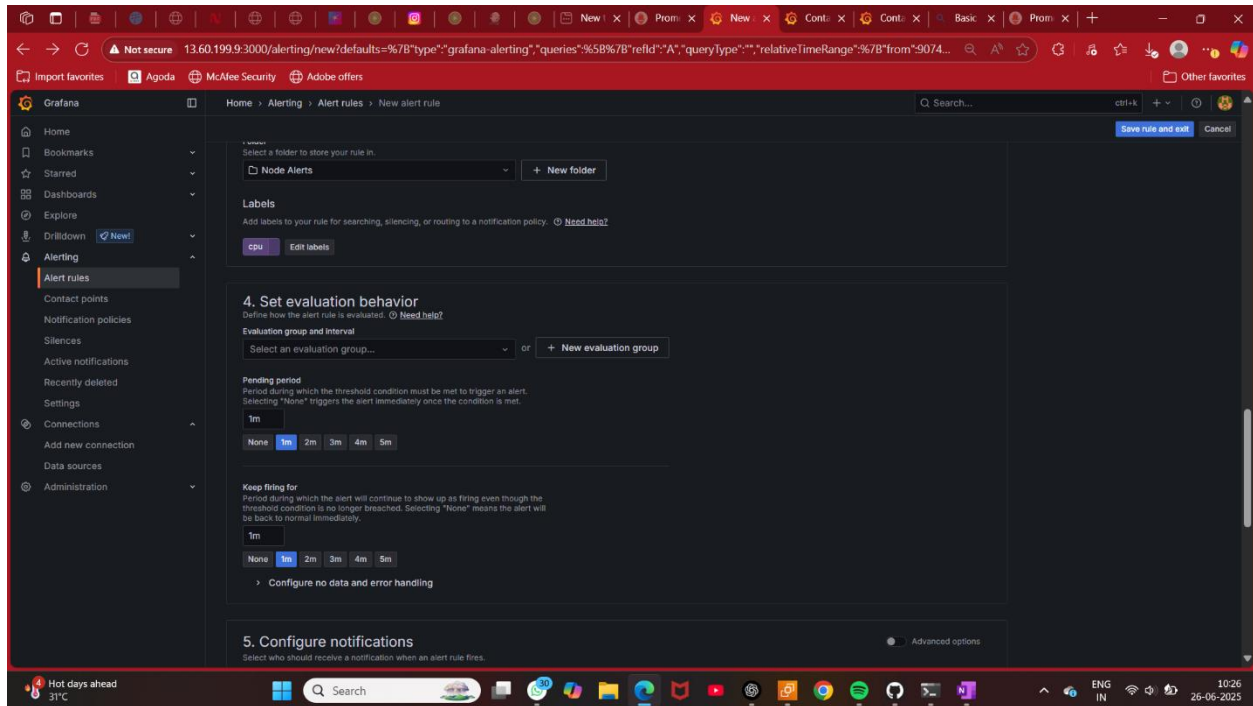 New t
Prom
New a
Conta
Conta
Basic
Prom
Not secure 13.60.199.9:3000/alerting/new?defaults=%7B"type":"grafana-alerting","queries":%5B%7B"refId":"A","queryType":"","relativeTimeRange":%7B"from":9074...
Import favorites Agoda McAfee Security Adobe offers Other favorites
Grafana
Home > Alerting > Alert rules > New alert rule
Search... ctrl+k
Save rule and exit Cancel
Home
Bookmarks
Starred
Dashboards
Explore
Drilldown New!
Alerting
Alert rules
Contact points
Notification policies
Silences
Active notifications
Recently deleted
Settings
Connections
Add new connection
Data sources
Administration
Folder
Select a folder to store your rule in.
Node Alerts + New folder
Labels
Add labels to your rule for searching, silencing, or routing to a notification policy. Need help?
cpu Edit labels
4. Set evaluation behavior
Define how the alert rule is evaluated. Need help?
Evaluation group and interval
Select an evaluation group... or + New evaluation group
Pending period
Period during which the threshold condition must be met to trigger an alert.
Selecting "None" triggers the alert immediately once the condition is met.
1m
None 1m 2m 3m 4m 5m
Keep firing for
Period during which the alert will continue to show up as firing even though the
threshold condition is no longer breached. Selecting "None" means the alert will
be back to normal immediately.
1m
None 1m 2m 3m 4m 5m
Configure no data and error handling
5. Configure notifications
Advanced options
Select who should receive a notification when an alert rule fires.
4
Hot days ahead
31°C
Search
30
ENG
IN
10:26
26-06-2025